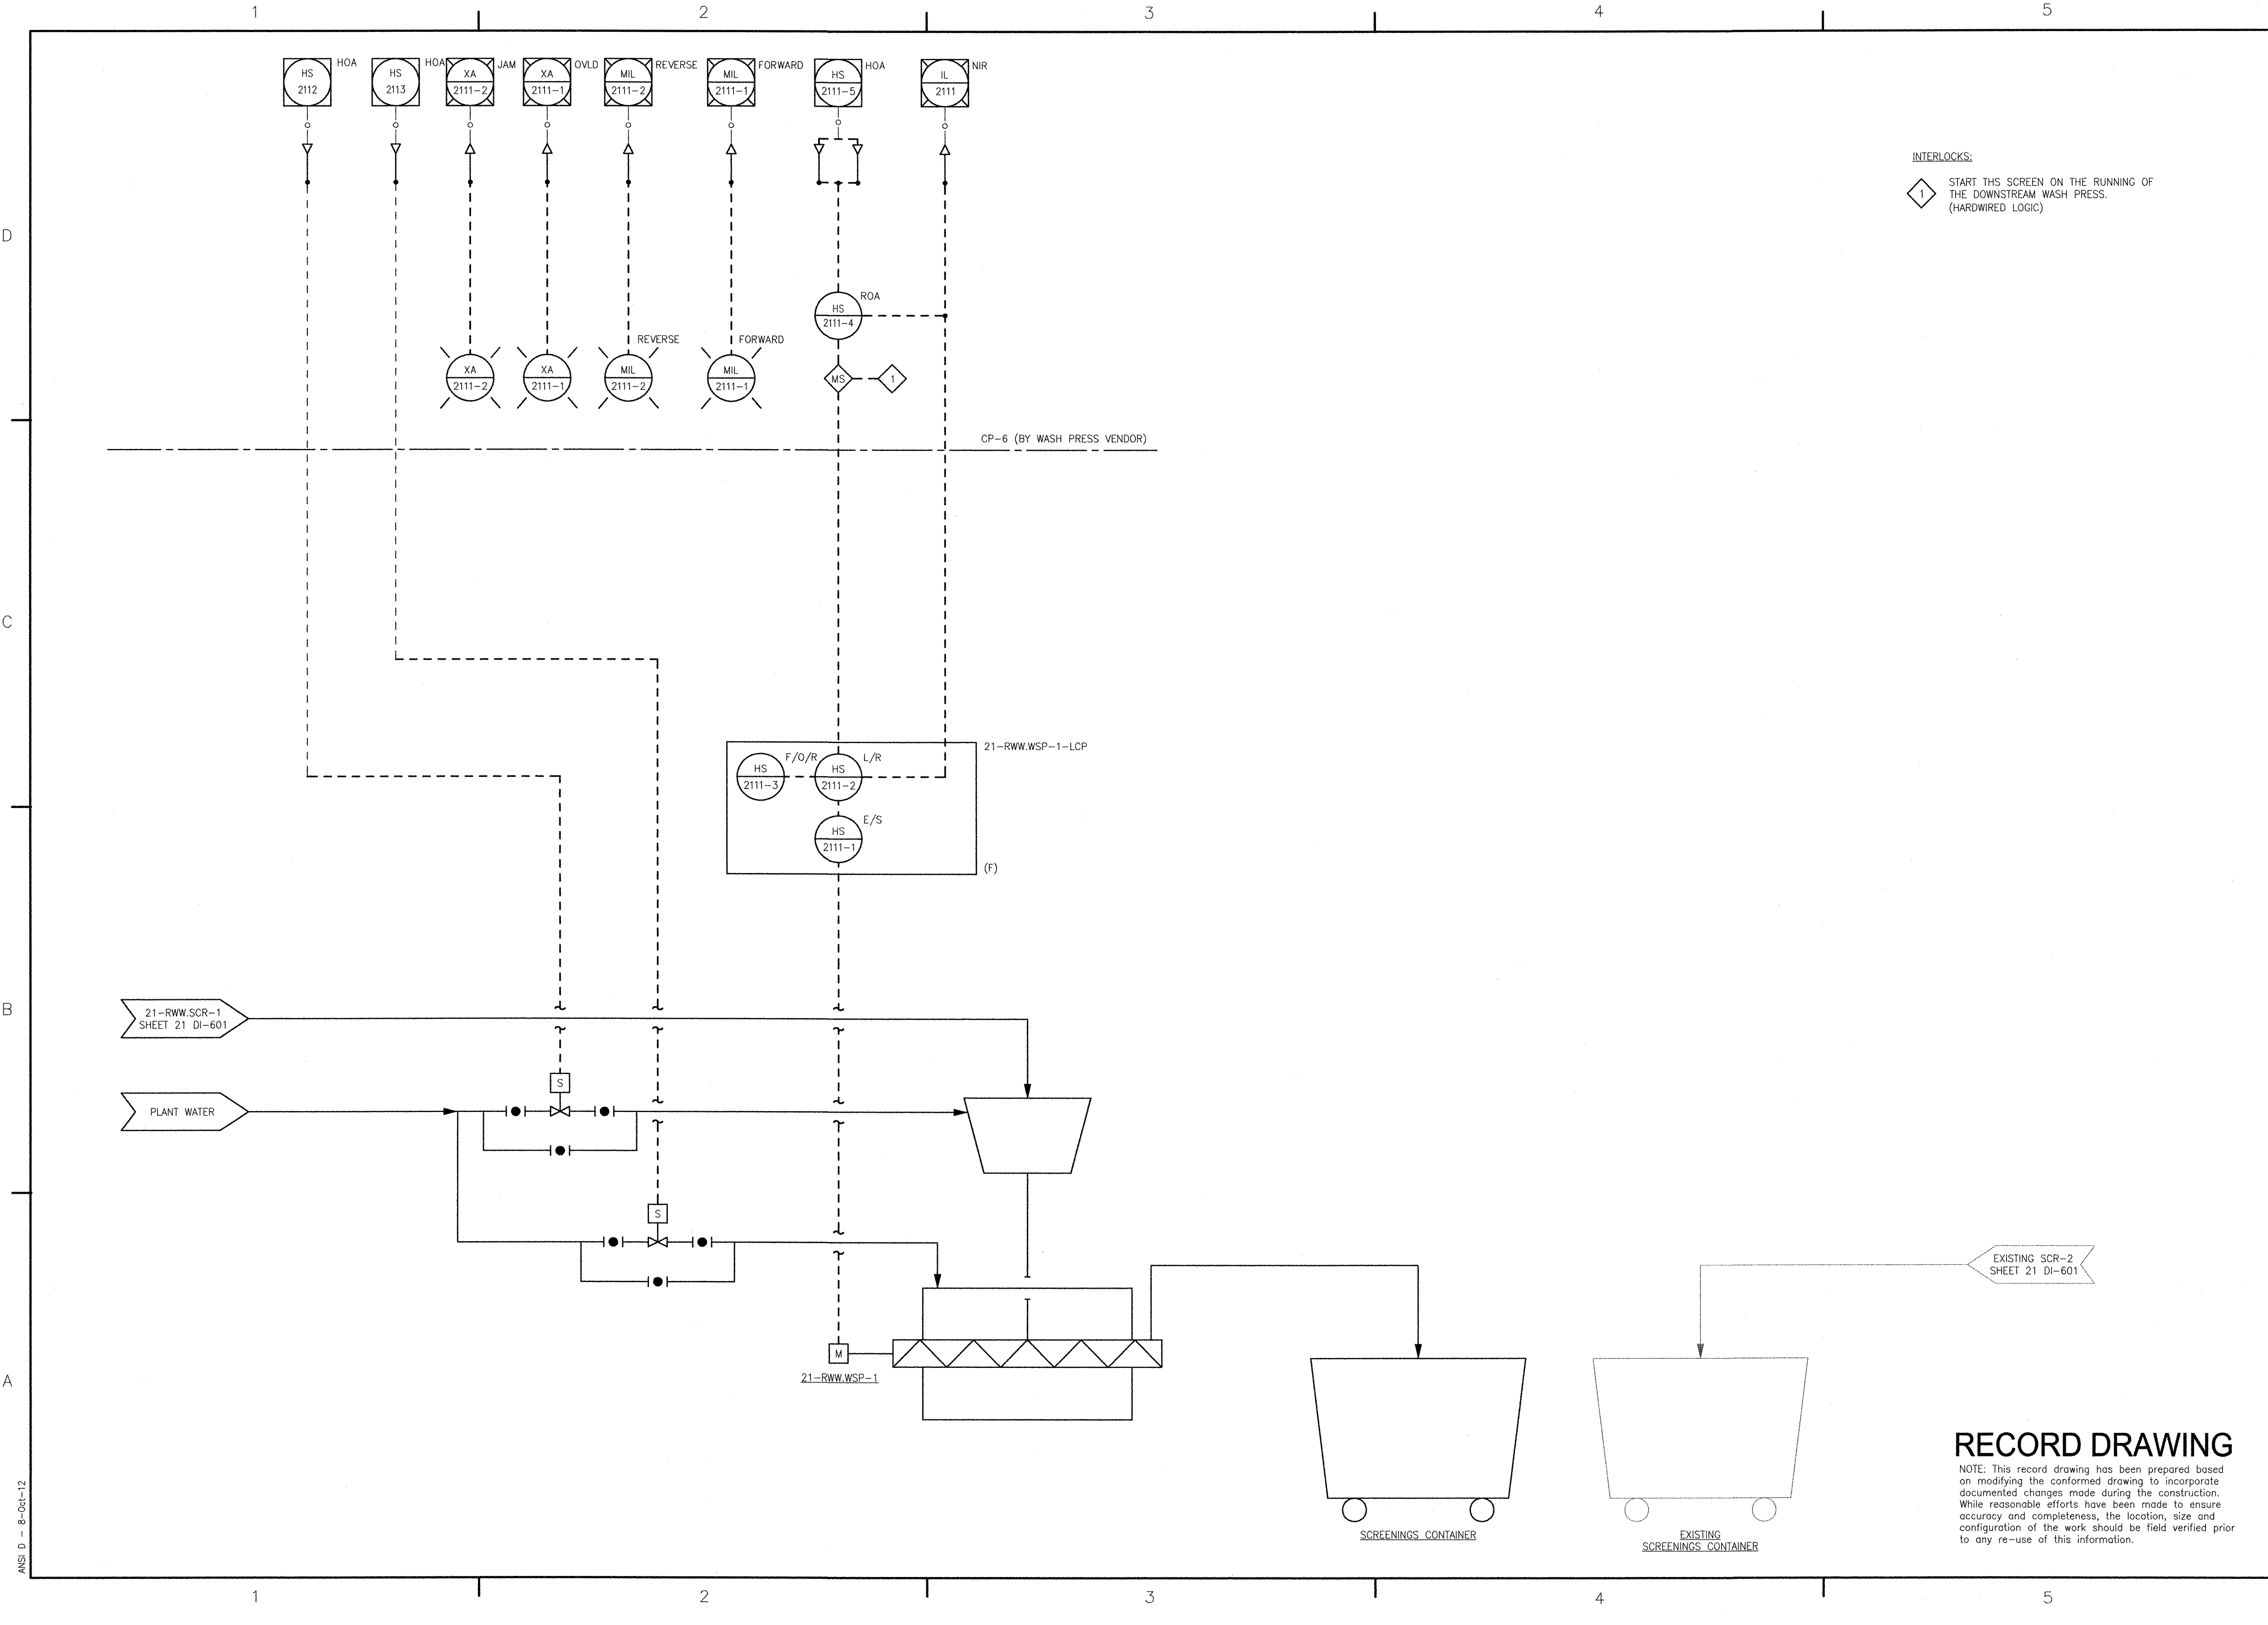 1
2
3
4
5
HS
2112
HOA
HS
2113
HOA
XA
2111-2
JAM
XA
2111-1
OVLD
MIL
2111-2
REVERSE
MIL
2111-1
FORWARD
HS
2111-5
HOA
IL
2111
NIR
INTERLOCKS:
1
START THS SCREEN ON THE RUNNING OF
THE DOWNSTREAM WASH PRESS.
(HARDWIRED LOGIC)
D
HS
2111-4
ROA
XA
2111-2
XA
2111-1
REVERSE
MIL
2111-2
FORWARD
MIL
2111-1
MS
1
CP-6 (BY WASH PRESS VENDOR)
C
21-RWW.WSP-1-LCP
HS
2111-3
F/O/R
HS
2111-2
L/R
HS
2111-1
E/S
(F)
B
21-RWW.SCR-1
SHEET 21 DI-601
S
PLANT WATER
S
EXISTING SCR-2
SHEET 21 DI-601
M
21-RWW.WSP-1
A
SCREENINGS CONTAINER
EXISTING
SCREENINGS CONTAINER
RECORD DRAWING
NOTE: This record drawing has been prepared based
on modifying the conformed drawing to incorporate
documented changes made during the construction.
While reasonable efforts have been made to ensure
accuracy and completeness, the location, size and
configuration of the work should be field verified prior
to any re-use of this information.
ANSI D - 8-Oct-12
1
2
3
4
5